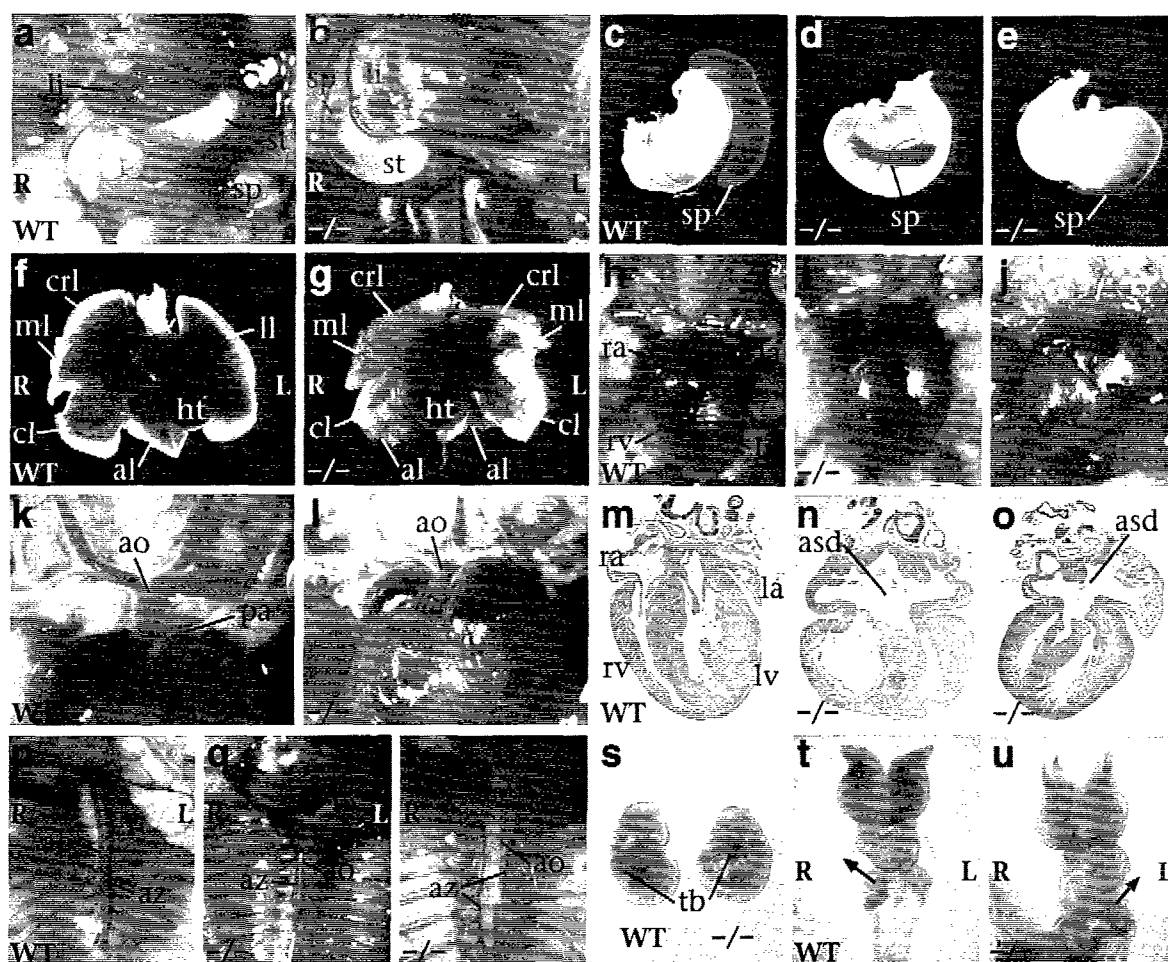 a b c d e
sp
li li
st
st
sp
sp sp sp
R R L
WT –/– WT –/– –/–
f g h i j
crl crl crl
ml ll ml ml
ra
R L R L
ht ht
cl cl cl
rv
al al al
WT –/– WT –/–
k l m n o
ao ao asd asd
ra
pa la
rv lv
WT –/– –/–
q s t u
R L L R
ao ao
az az az R L R L
tb
WT –/– –/– WT –/– WT –/–